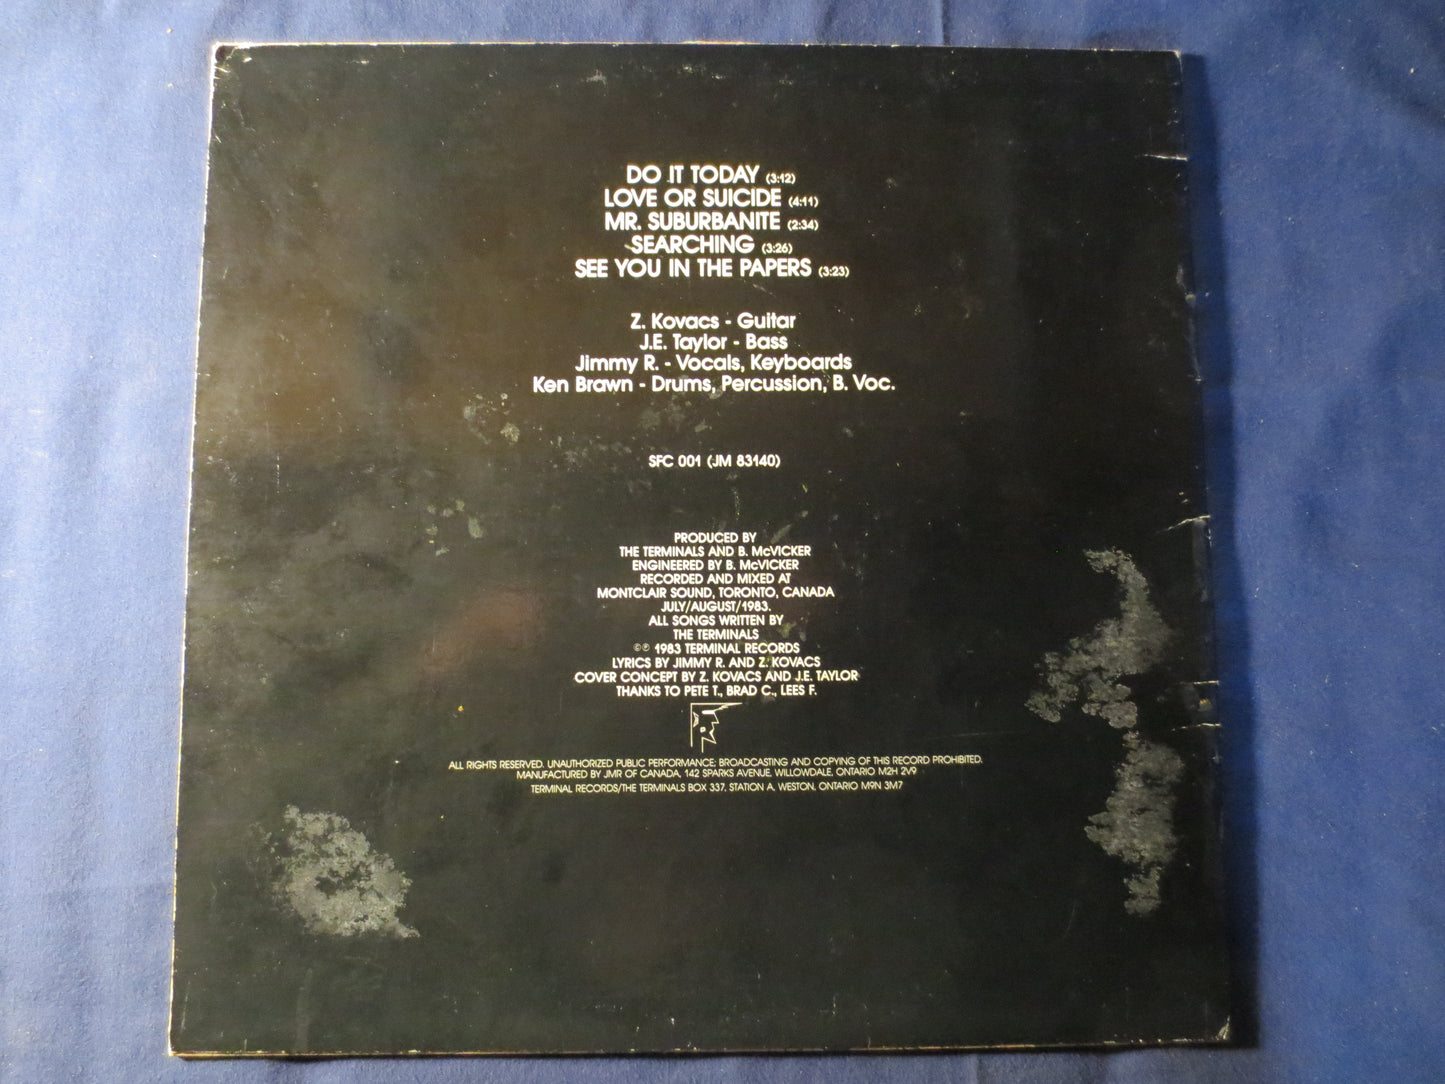 DO IT TODAY (3:12)
LOVE OR SUICIDE (4:11)
MR. SUBURBANITE (2:34)
SEARCHING (3:26)
SEE YOU IN THE PAPERS (3:23)
Z. Kovacs - Guitar
J.E. Taylor - Bass
Jimmy R. - Vocals, Keyboards
Ken Brawn - Drums, Percussion, B. Voc.
SFC 001 (JM 83140)
PRODUCED BY
THE TERMINALS AND B. McVICKER
ENGINEERED BY B. McVICKER
RECORDED AND MIXED AT
MONTCLAIR SOUND, TORONTO, CANADA
JULY/AUGUST/1983.
ALL SONGS WRITTEN BY
THE TERMINALS
©℗ 1983 TERMINAL RECORDS
LYRICS BY JIMMY R. AND Z. KOVACS
COVER CONCEPT BY Z. KOVACS AND J.E. TAYLOR
THANKS TO PETE T., BRAD C., LEES F.
ALL RIGHTS RESERVED. UNAUTHORIZED PUBLIC PERFORMANCE; BROADCASTING AND COPYING OF THIS RECORD PROHIBITED.
MANUFACTURED BY JMR OF CANADA, 142 SPARKS AVENUE, WILLOWDALE, ONTARIO M2H 2V9
TERMINAL RECORDS/THE TERMINALS BOX 337, STATION A, WESTON, ONTARIO M9N 3M7